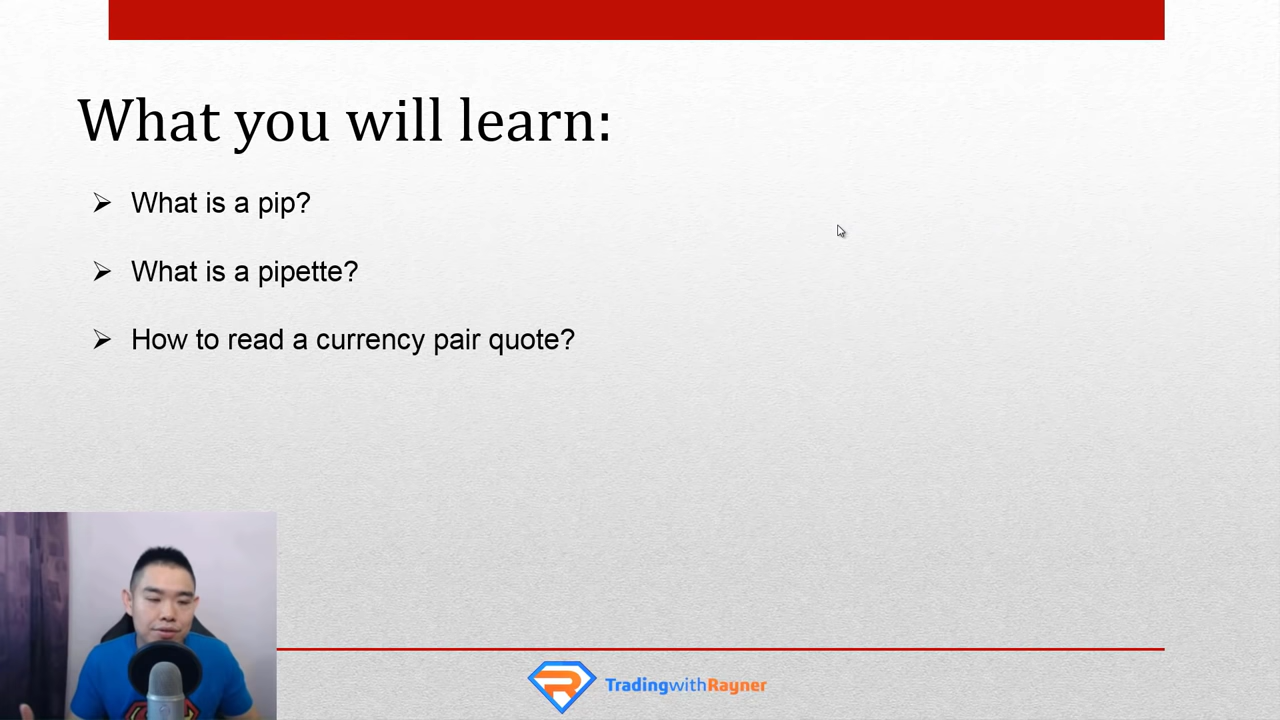 What you will learn:
What is a pip?
What is a pipette?
How to read a currency pair quote?
TradingwithRayner